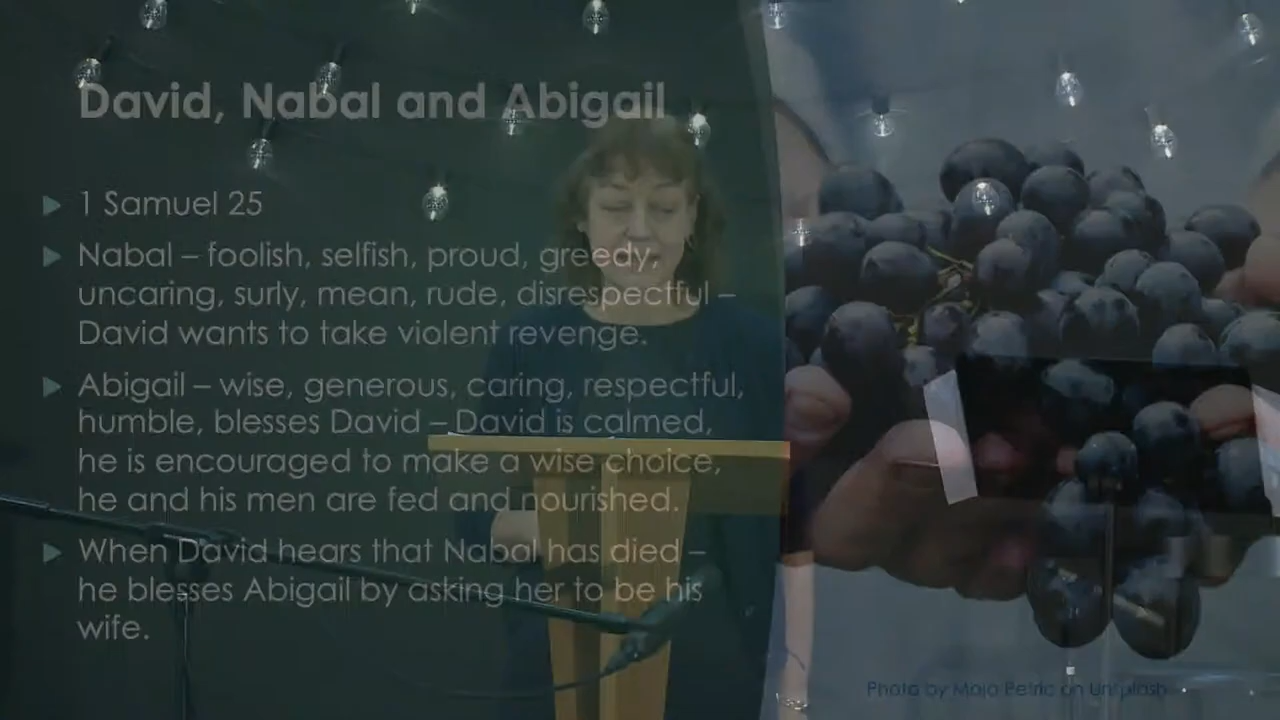 David, Nabal and Abigail
1 Samuel 25
Nabal – foolish, selfish, proud, greedy,
uncaring, surly, mean, rude, disrespectful –
David wants to take violent revenge.
Abigail – wise, generous, caring, respectful,
humble, blesses David – David is calmed,
he is encouraged to make a wise choice,
he and his men are fed and nourished.
When David hears that Nabal has died –
he blesses Abigail by asking her to be his
wife.
Photo by Maja Petric on Unsplash